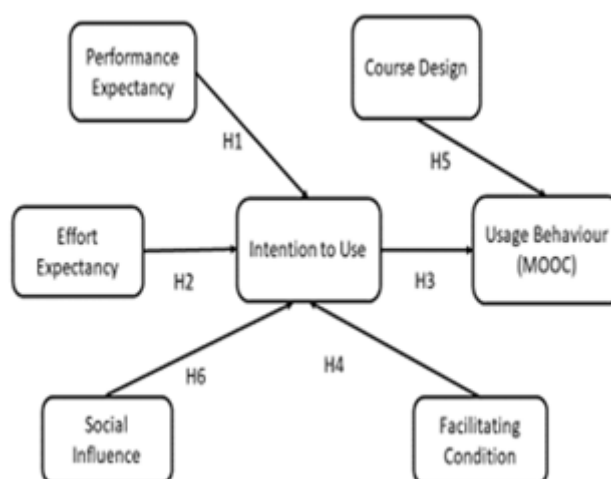 Performance
Expectancy
Course Design
H1
H5
Effort
Expectancy
Intention to Use
Usage Behaviour
(MOOC)
H2
H3
H6
H4
Social
Influence
Facilitating
Condition